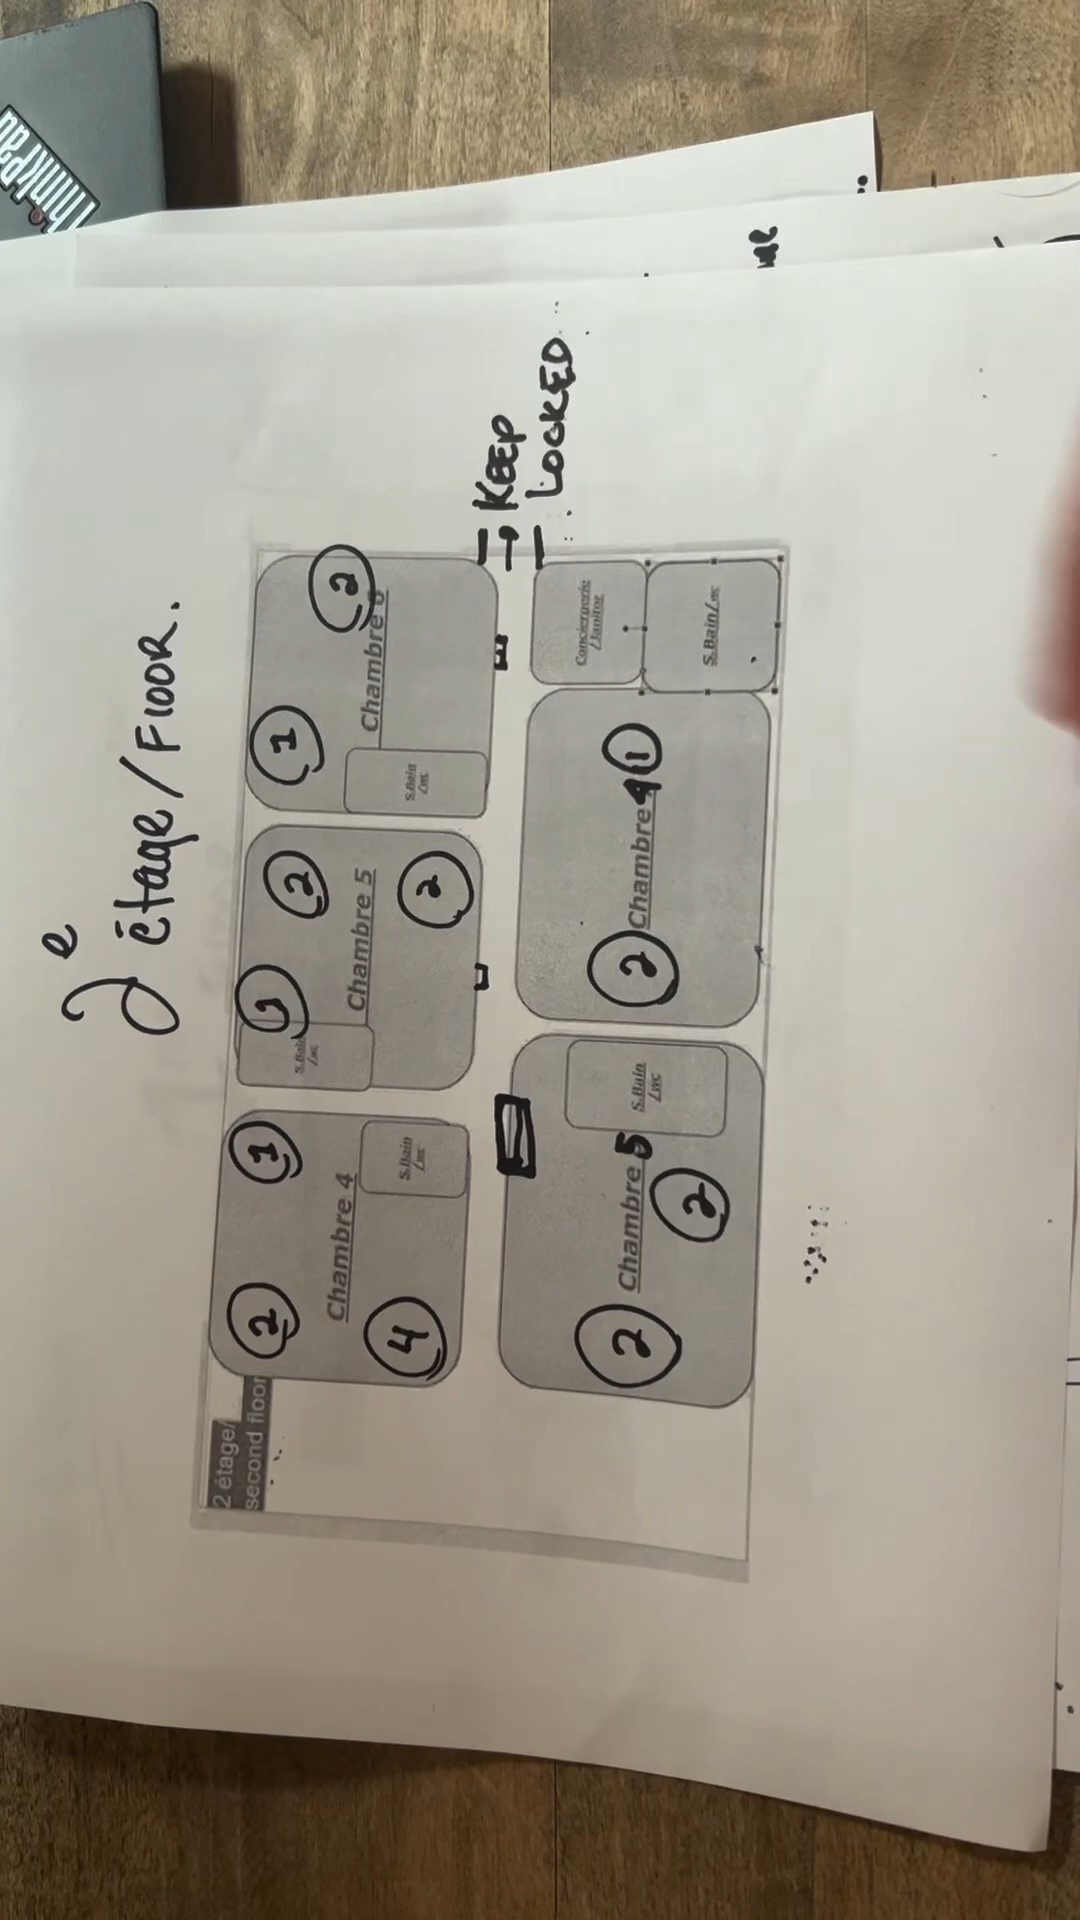 ThinkPad
2e étage/FLOOR.
2 étage/
second floor
2
1
Chambre 4
4
S.Bain
/wc
1
2
S.Bain
/wc
Chambre 5
2
1
2
Chambre 6
S.Bain
/wc
→ KEEP
LOCKED
2
Chambre 5
2
S.Bain
/wc
2
Chambre 4
1
Conciergerie
/Janitor
S.Bain/wc